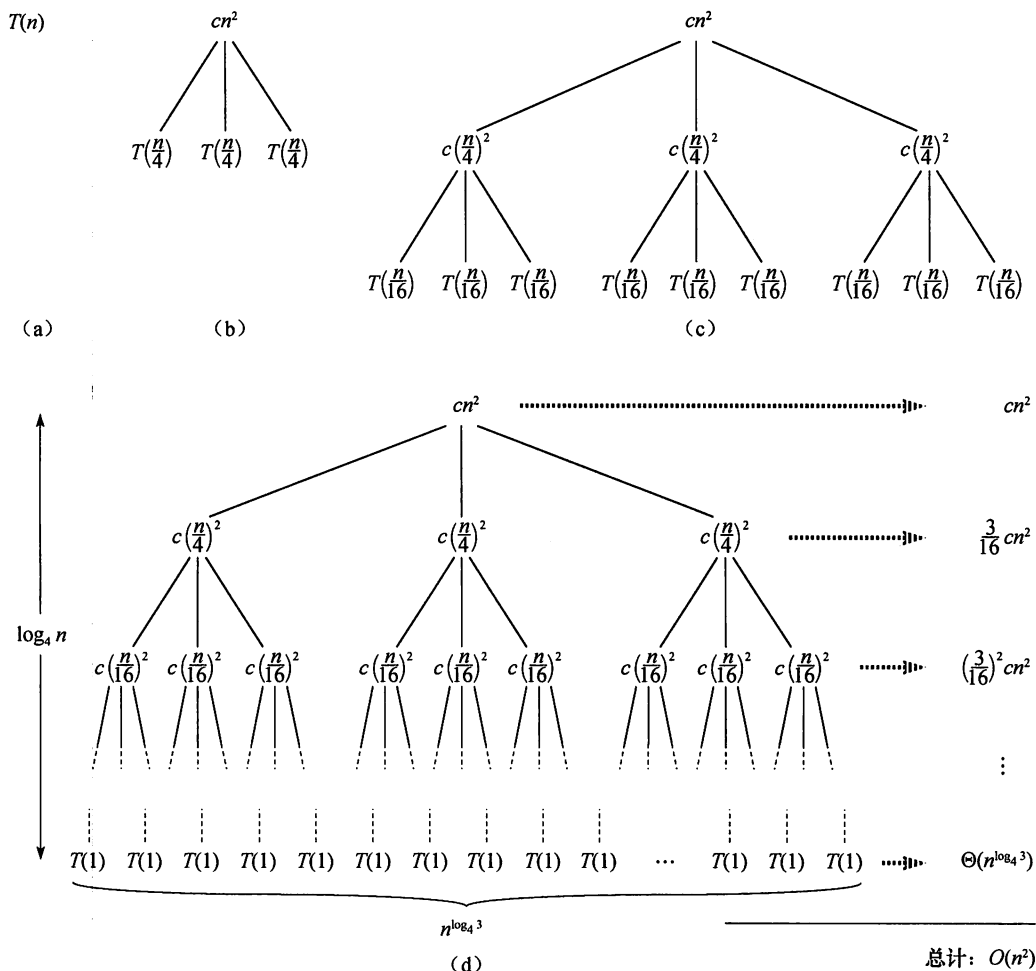 T(n)
cn²
cn²
T(n/4) T(n/4) T(n/4)
c(n/4)² c(n/4)² c(n/4)²
T(n/16) T(n/16) T(n/16) T(n/16) T(n/16) T(n/16) T(n/16) T(n/16) T(n/16)
（a） （b） （c）
cn² cn²
c(n/4)² c(n/4)² c(n/4)² 3/16 cn²
log₄ n
c(n/16)² c(n/16)² c(n/16)² c(n/16)² c(n/16)² c(n/16)² c(n/16)² c(n/16)² c(n/16)² (3/16)² cn²
⋮
T(1) T(1) T(1) T(1) T(1) T(1) T(1) T(1) T(1) T(1) … T(1) T(1) T(1) Θ(n^log₄ 3)
n^log₄ 3
（d）
总计：O(n²)